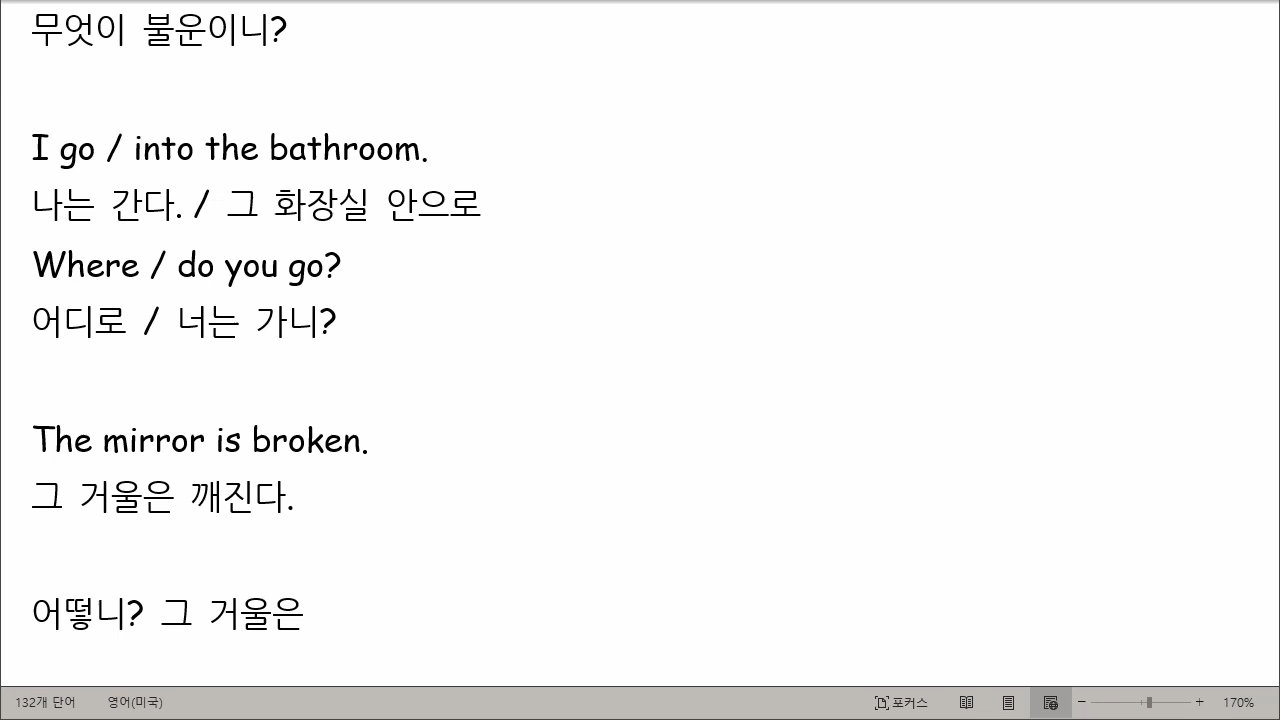 무엇이 불운이니?
I go / into the bathroom.
나는 간다. / 그 화장실 안으로
Where / do you go?
어디로 / 너는 가니?
The mirror is broken.
그 거울은 깨진다.
어떻니? 그 거울은
132개 단어 영어(미국) 포커스 170%